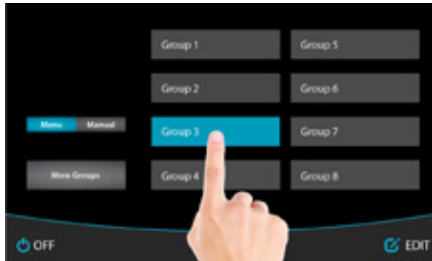 Group 1
Group 5
Group 2
Group 6
Menu
Manual
Group 3
Group 7
More Groups
Group 4
Group 8
OFF
EDIT